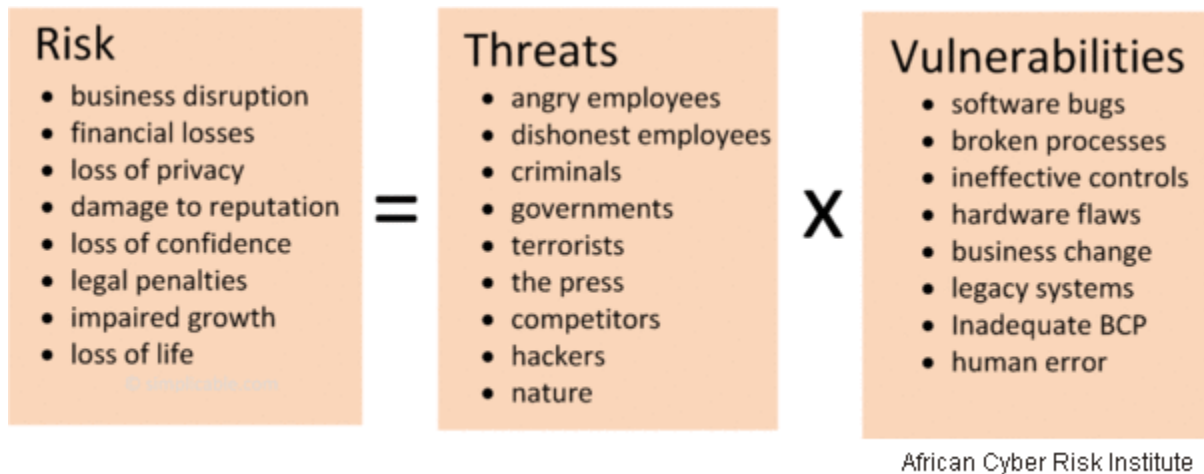 Risk
• business disruption
• financial losses
• loss of privacy
• damage to reputation
• loss of confidence
• legal penalties
• impaired growth
• loss of life
=
Threats
• angry employees
• dishonest employees
• criminals
• governments
• terrorists
• the press
• competitors
• hackers
• nature
X
Vulnerabilities
• software bugs
• broken processes
• ineffective controls
• hardware flaws
• business change
• legacy systems
• Inadequate BCP
• human error
African Cyber Risk Institute